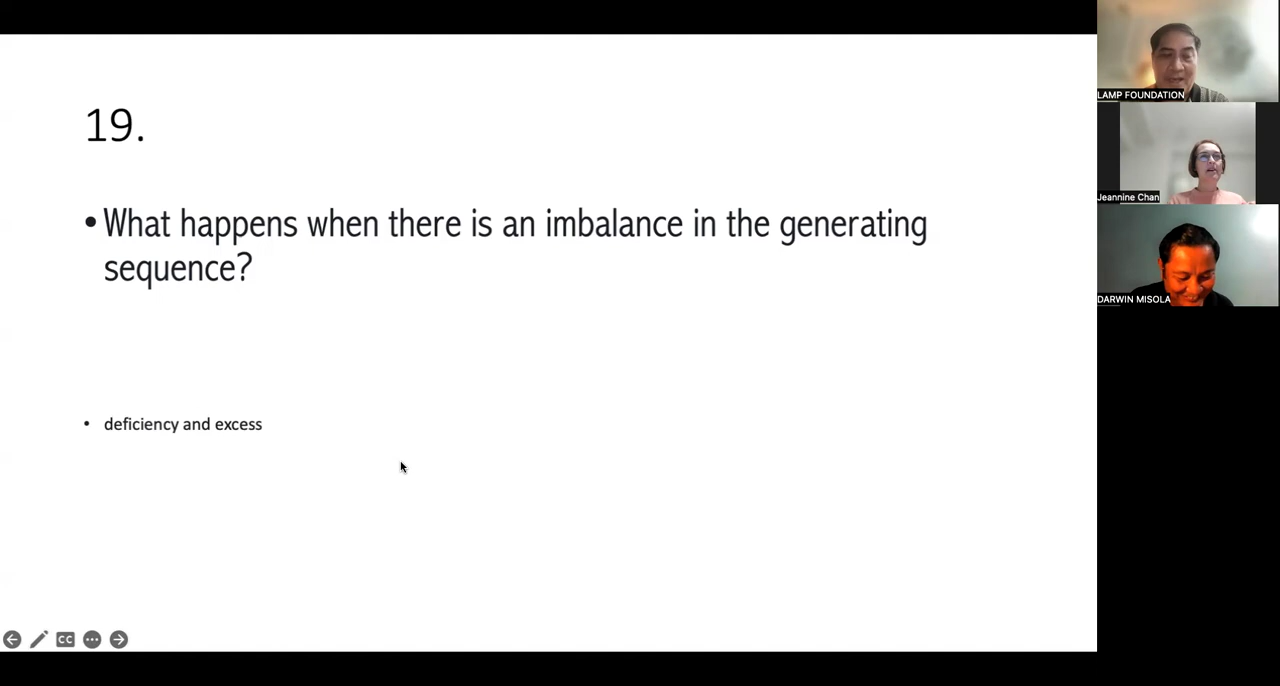 19.
• What happens when there is an imbalance in the generating
sequence?
• deficiency and excess
CC
LAMP FOUNDATION
Jeannine Chan
DARWIN MISOLA